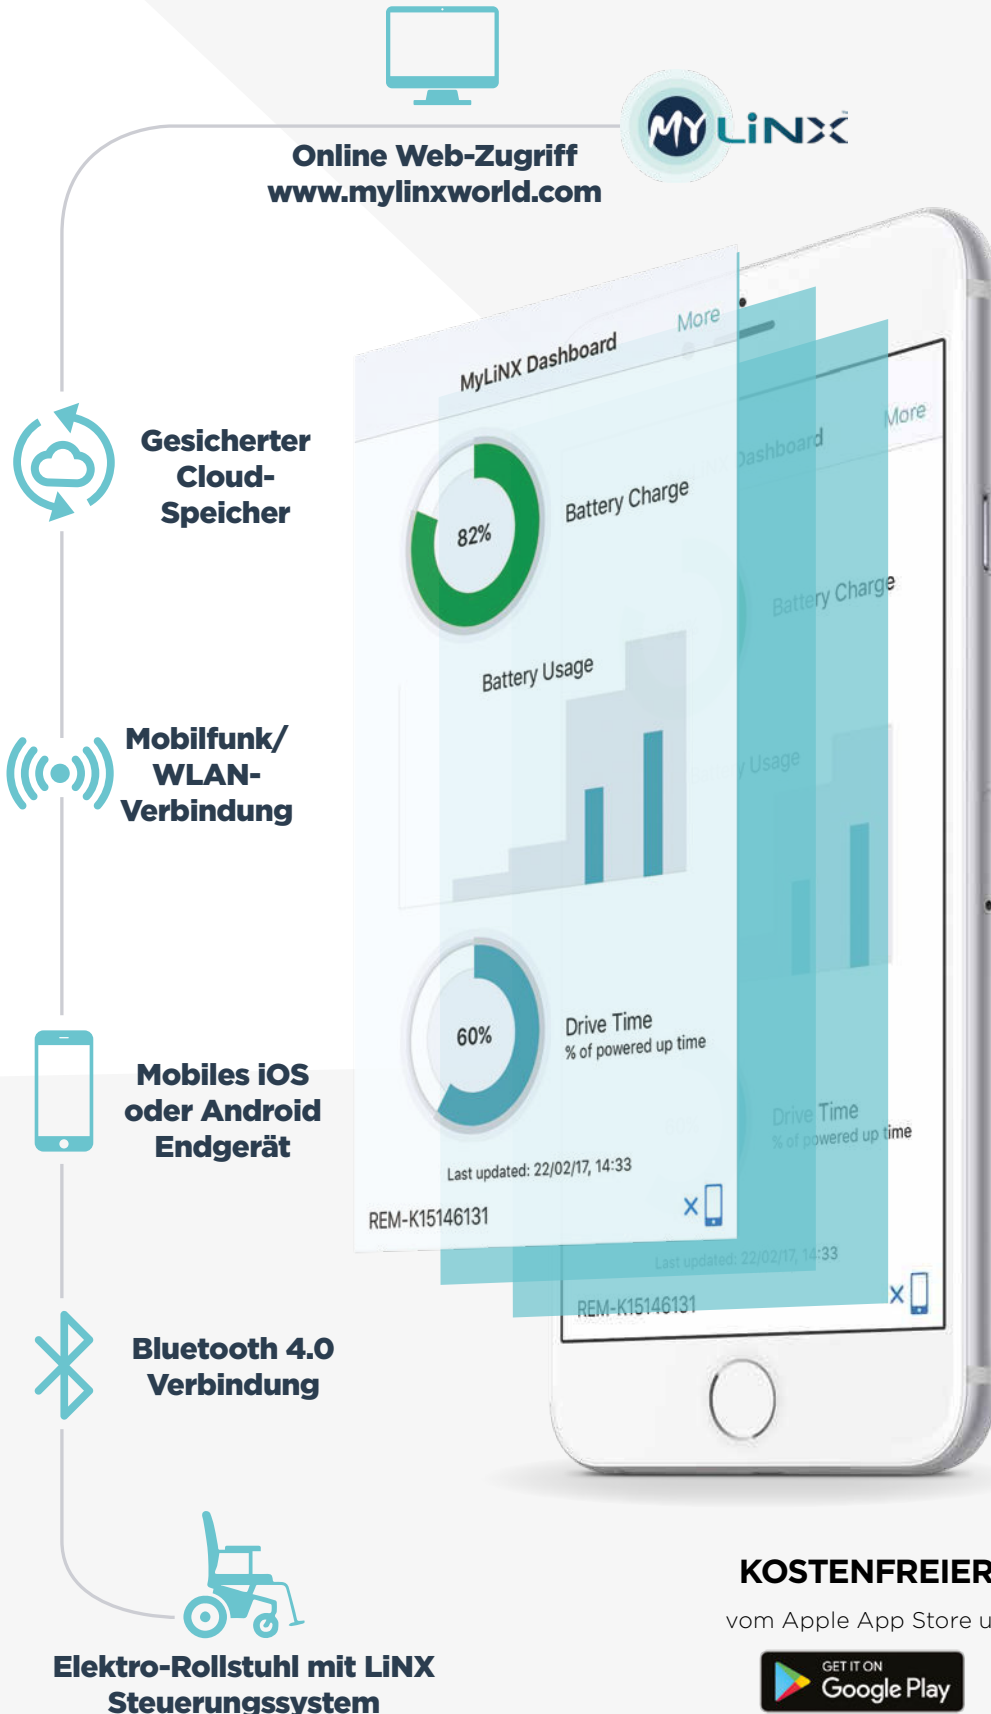 MY LiNX
Online Web-Zugriff
www.mylinxworld.com
Gesicherter
Cloud-
Speicher
Mobilfunk/
WLAN-
Verbindung
Mobiles iOS
oder Android
Endgerät
Bluetooth 4.0
Verbindung
Elektro-Rollstuhl mit LiNX
Steuerungssystem
MyLiNX Dashboard
More
82%
Battery Charge
Battery Usage
60%
Drive Time
% of powered up time
Last updated: 22/02/17, 14:33
REM-K15146131
More
Dashboard
Battery Charge
Usage
Drive Time
% of powered up time
Last updated: 22/02/17, 14:33
REM-K15146131
KOSTENFREIER
vom Apple App Store u
GET IT ON
Google Play